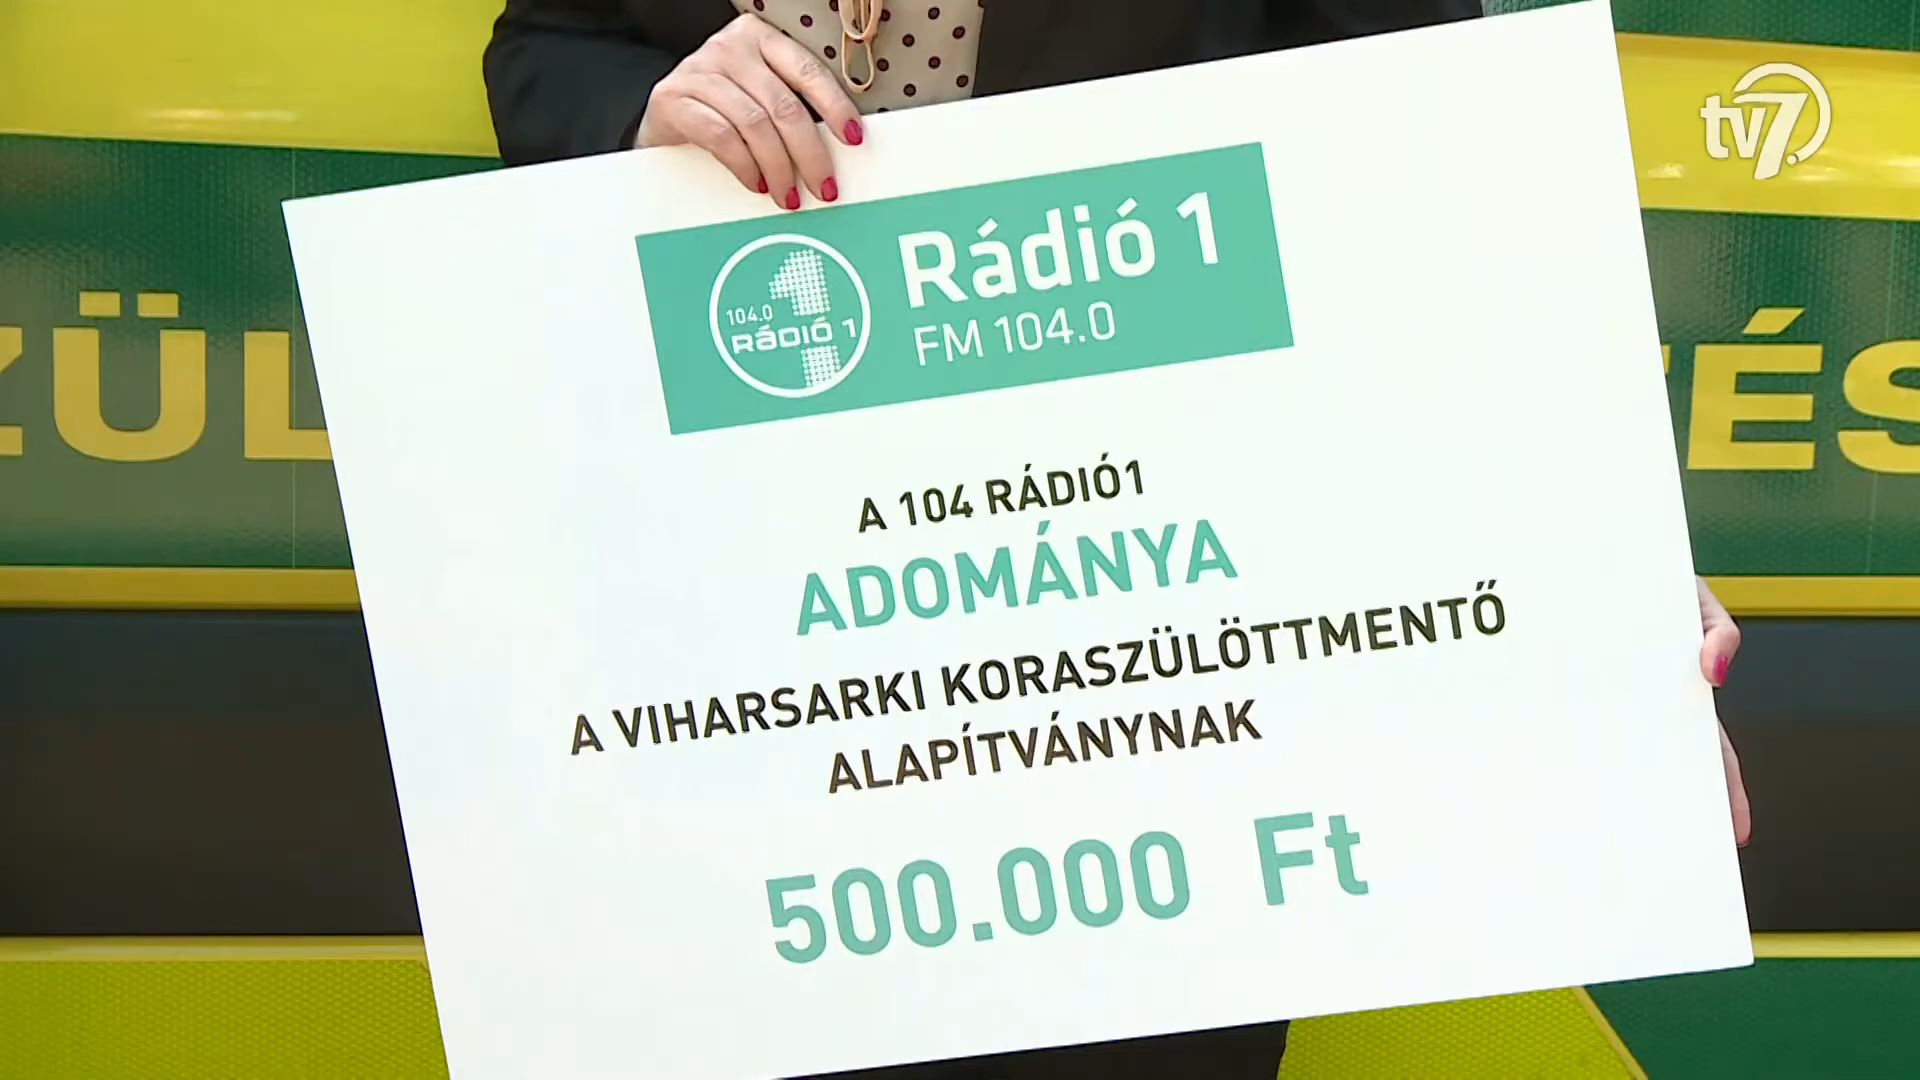 tv7
Rádió 1
FM 104.0
104.0
RÁDIÓ 1
A 104 RÁDIÓ1
ADOMÁNYA
A VIHARSARKI KORASZÜLÖTTMENTŐ
ALAPÍTVÁNYNAK
500.000 Ft